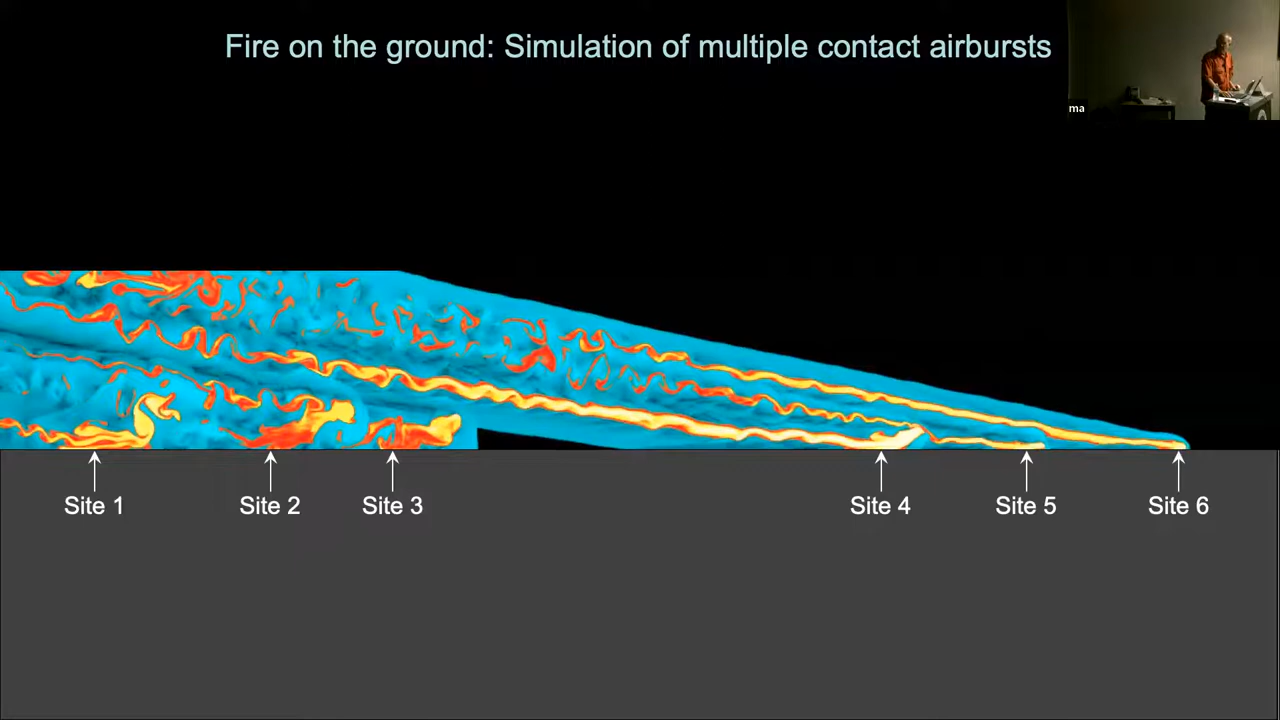 Fire on the ground: Simulation of multiple contact airbursts
ma
Site 1
Site 2
Site 3
Site 4
Site 5
Site 6